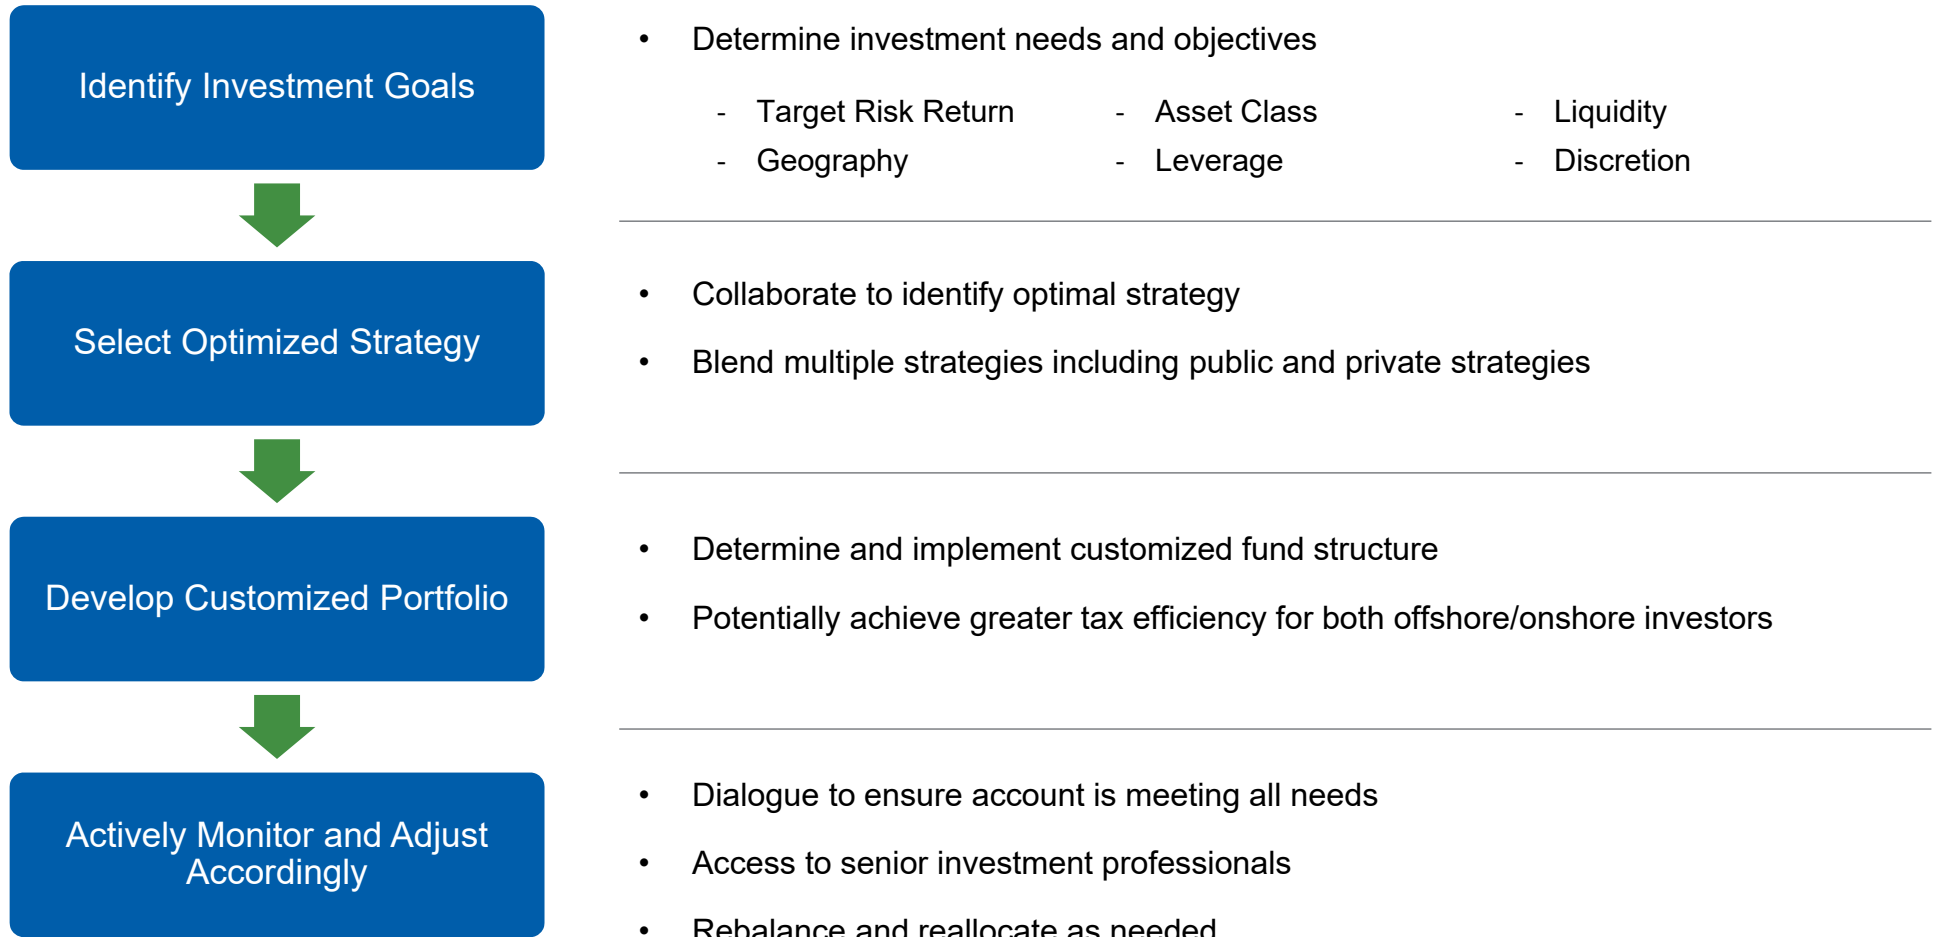 Identify Investment Goals
• Determine investment needs and objectives
- Target Risk Return - Asset Class - Liquidity
- Geography - Leverage - Discretion
Select Optimized Strategy
• Collaborate to identify optimal strategy
• Blend multiple strategies including public and private strategies
Develop Customized Portfolio
• Determine and implement customized fund structure
• Potentially achieve greater tax efficiency for both offshore/onshore investors
Actively Monitor and Adjust
Accordingly
• Dialogue to ensure account is meeting all needs
• Access to senior investment professionals
• Rebalance and reallocate as needed